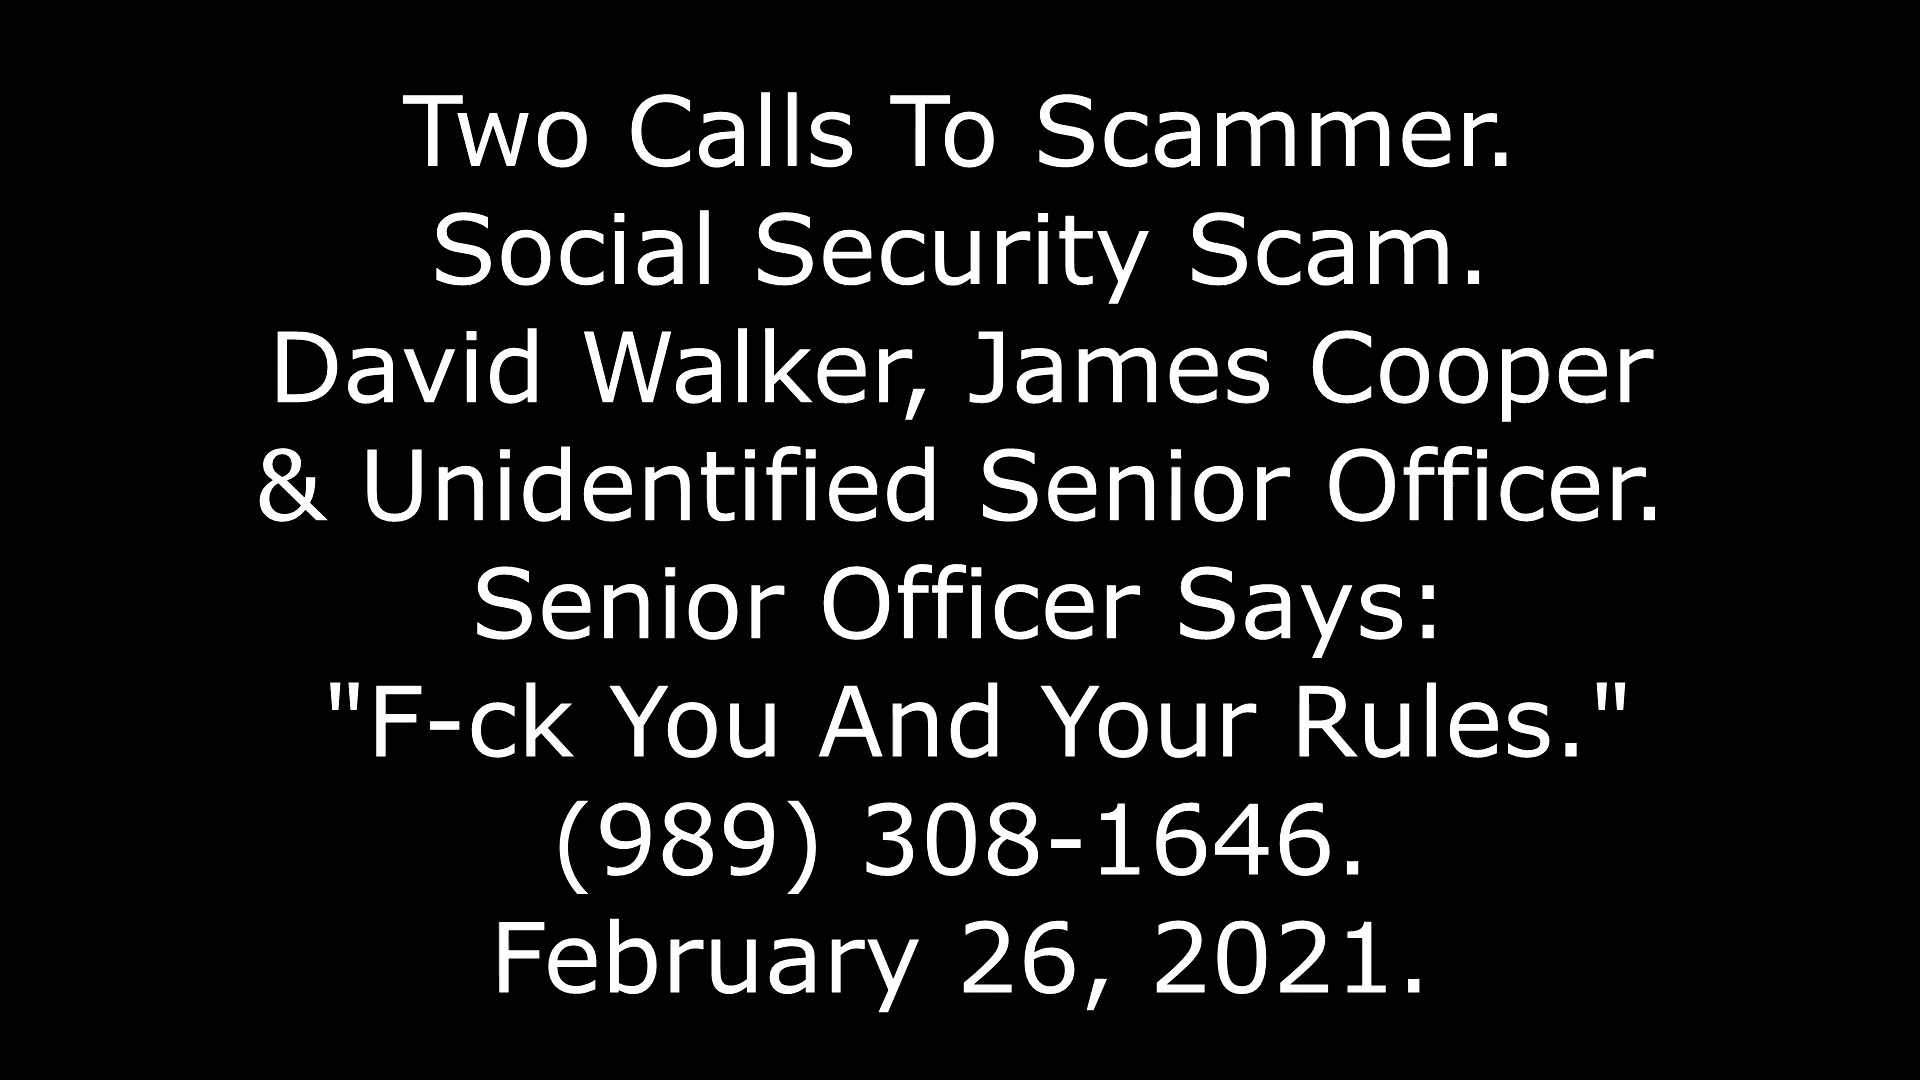 Two Calls To Scammer.
Social Security Scam.
David Walker, James Cooper
& Unidentified Senior Officer.
Senior Officer Says:
"F-ck You And Your Rules."
(989) 308-1646.
February 26, 2021.